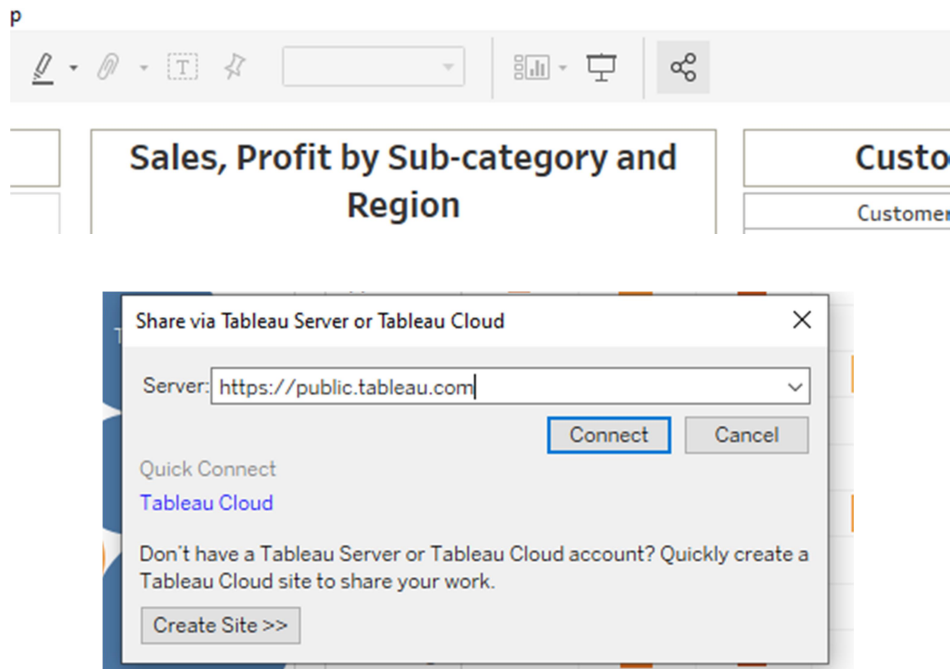 p
T
Sales, Profit by Sub-category and
Region
Custo
Customer
Share via Tableau Server or Tableau Cloud
Server: https://public.tableau.com
Connect Cancel
Quick Connect
Tableau Cloud
Don't have a Tableau Server or Tableau Cloud account? Quickly create a
Tableau Cloud site to share your work.
Create Site >>